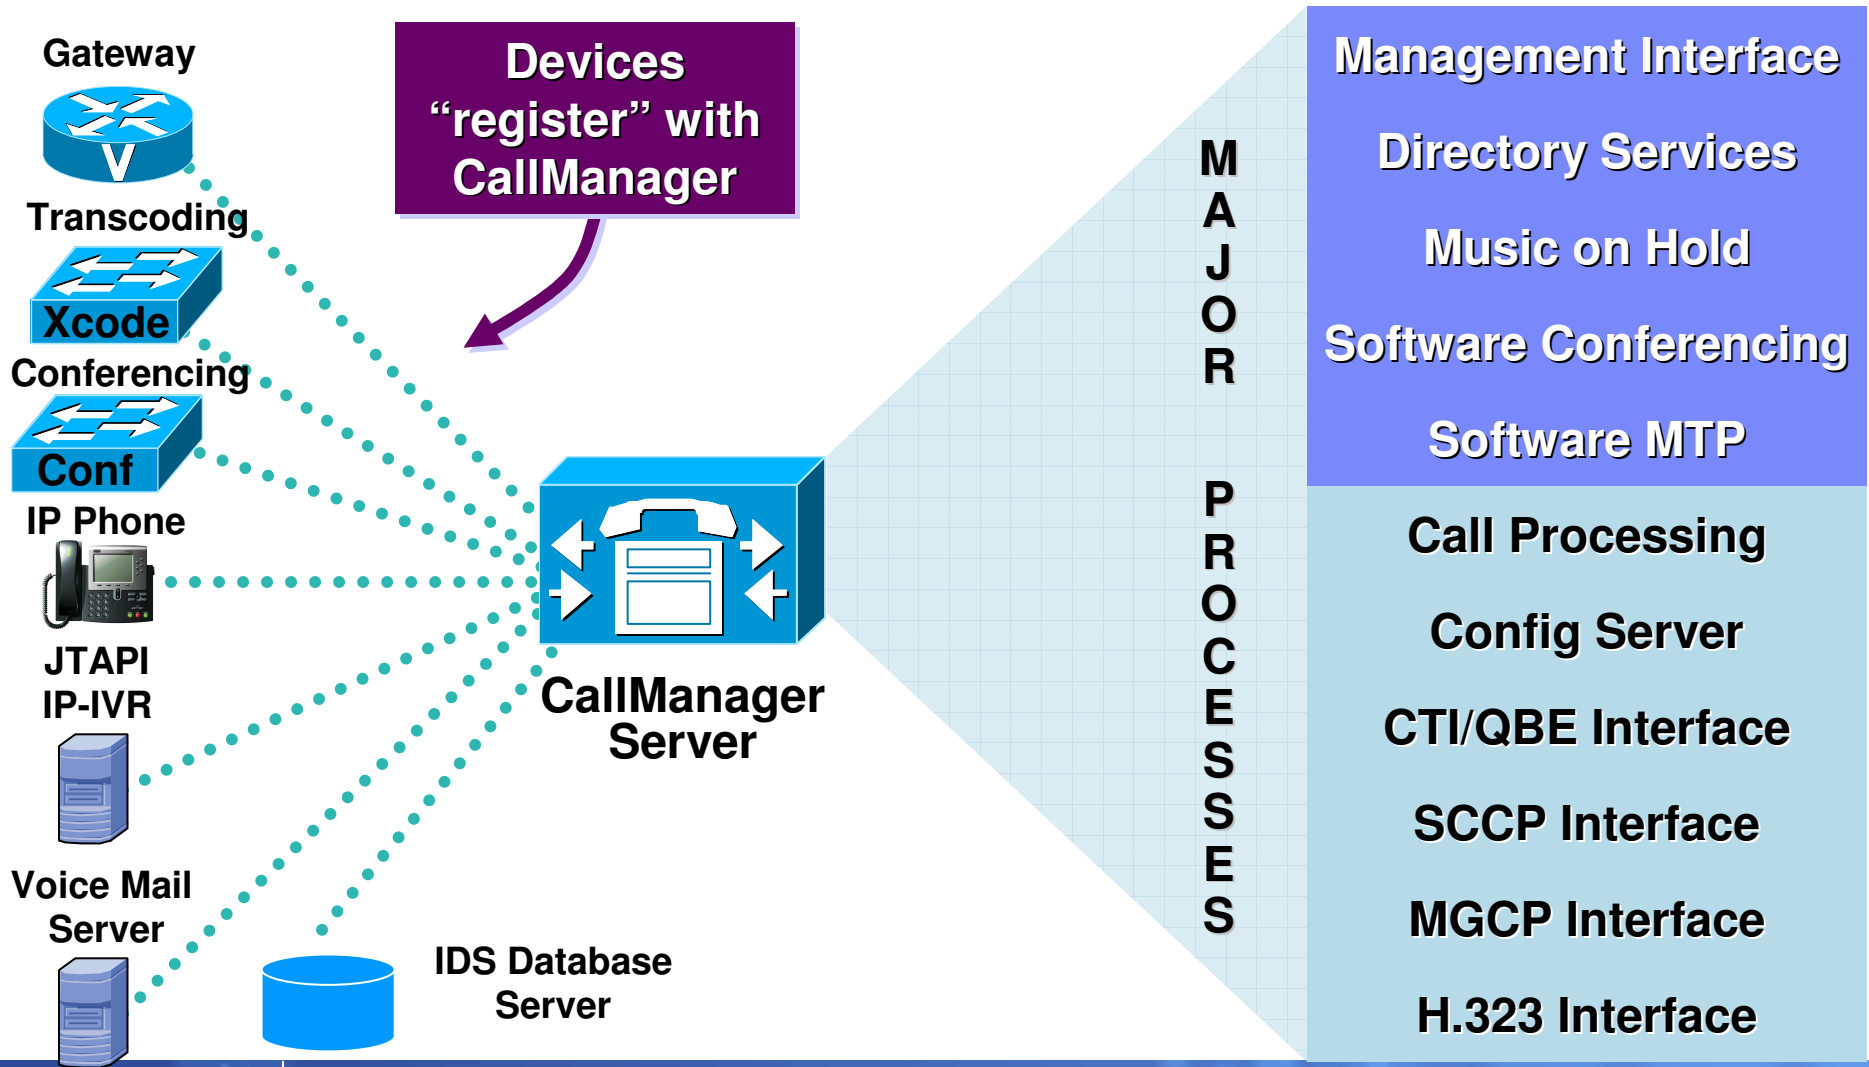 Gateway
V
Transcoding
Xcode
Conferencing
Conf
IP Phone
JTAPI
IP-IVR
Voice Mail
Server
Devices
“register” with
CallManager
CallManager
Server
IDS Database
Server
MAJOR
PROCESSES
Management Interface
Directory Services
Music on Hold
Software Conferencing
Software MTP
Call Processing
Config Server
CTI/QBE Interface
SCCP Interface
MGCP Interface
H.323 Interface